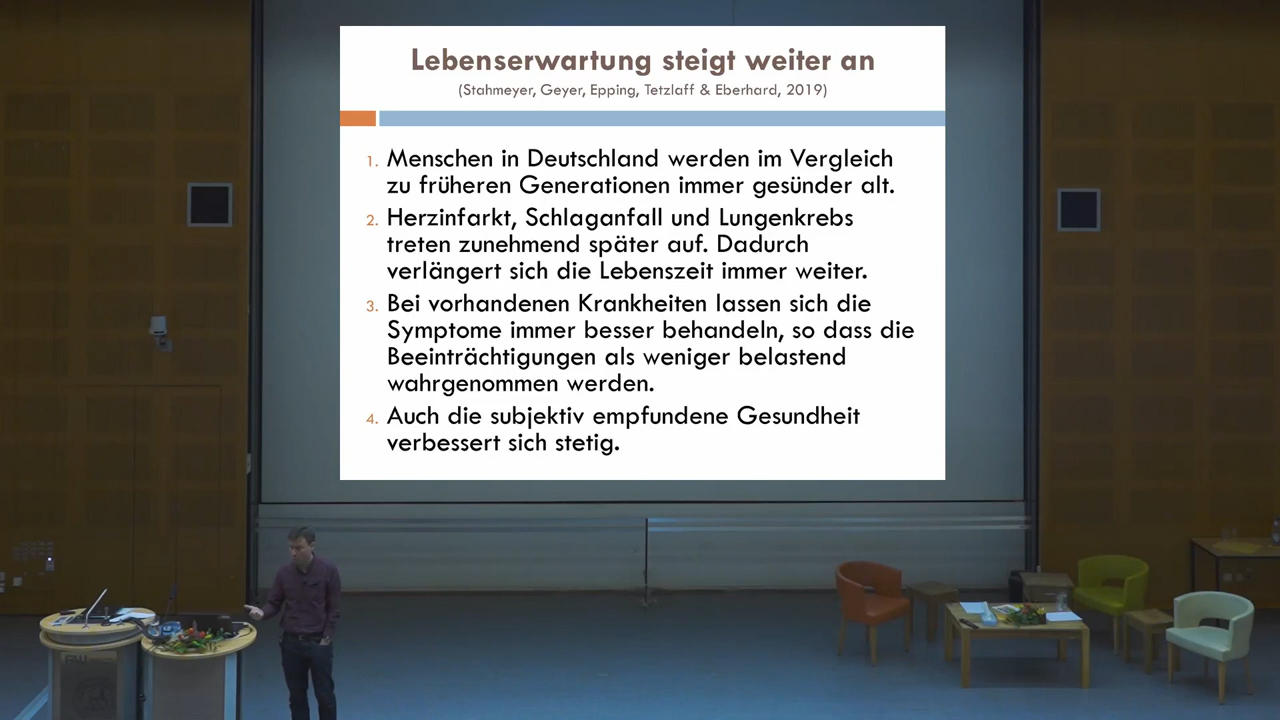 Lebenserwartung steigt weiter an
(Stahmeyer, Geyer, Epping, Tetzlaff & Eberhard, 2019)
1. Menschen in Deutschland werden im Vergleich
zu früheren Generationen immer gesünder alt.
2. Herzinfarkt, Schlaganfall und Lungenkrebs
treten zunehmend später auf. Dadurch
verlängert sich die Lebenszeit immer weiter.
3. Bei vorhandenen Krankheiten lassen sich die
Symptome immer besser behandeln, so dass die
Beeinträchtigungen als weniger belastend
wahrgenommen werden.
4. Auch die subjektiv empfundene Gesundheit
verbessert sich stetig.